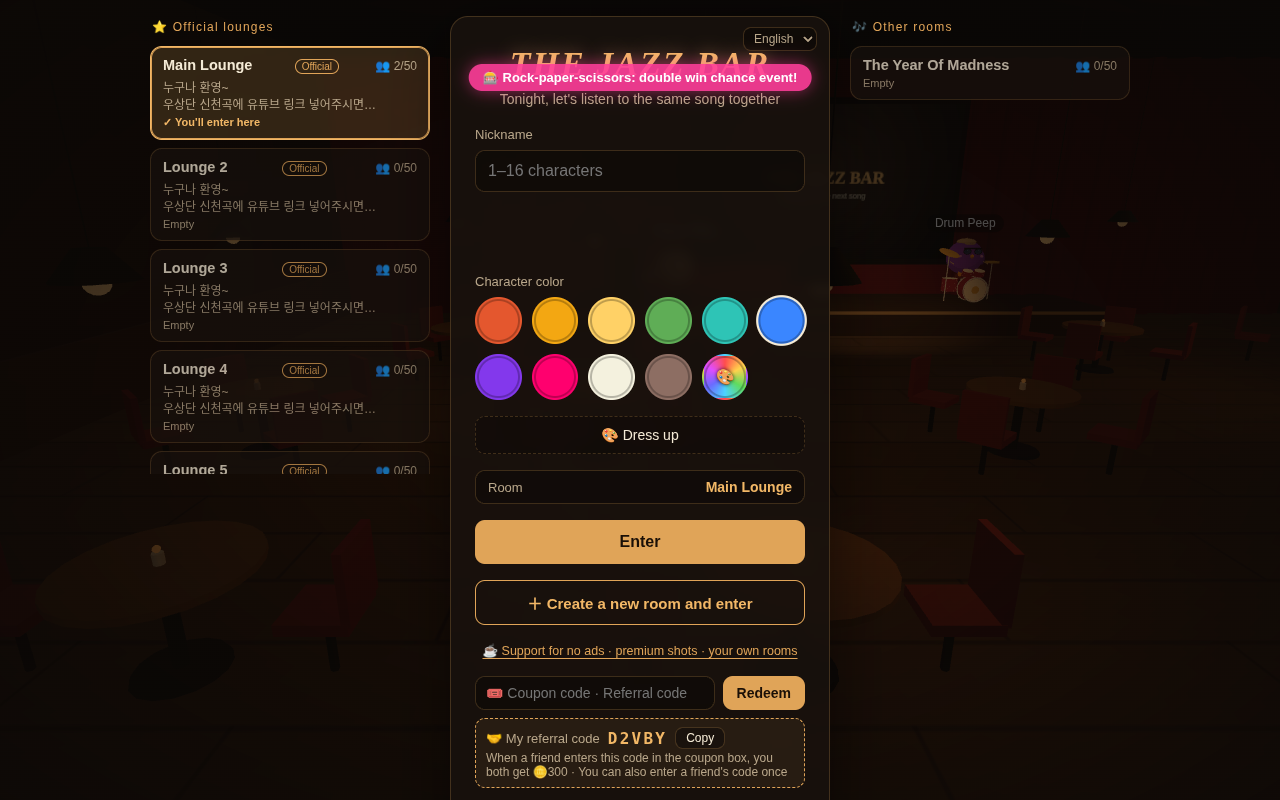 ⭐ Official lounges
Main Lounge Official 👥 2/50
누구나 환영~
우상단 신천곡에 유튜브 링크 넣어주시면…
✓ You'll enter here
Lounge 2 Official 👥 0/50
누구나 환영~
우상단 신천곡에 유튜브 링크 넣어주시면…
Empty
Lounge 3 Official 👥 0/50
누구나 환영~
우상단 신천곡에 유튜브 링크 넣어주시면…
Empty
Lounge 4 Official 👥 0/50
누구나 환영~
우상단 신천곡에 유튜브 링크 넣어주시면…
Empty
Lounge 5 Official 👥 0/50
English
THE JAZZ BAR
🎰 Rock-paper-scissors: double win chance event!
Tonight, let's listen to the same song together
Nickname
1–16 characters
Character color
🎨 Dress up
Room Main Lounge
Enter
＋ Create a new room and enter
☕ Support for no ads · premium shots · your own rooms
🎟️ Coupon code · Referral code Redeem
🤝 My referral code D2VBY Copy
When a friend enters this code in the coupon box, you
both get 🪙300 · You can also enter a friend's code once
🎶 Other rooms
The Year Of Madness 👥 0/50
Empty
ZZ BAR
next song
Drum Peep